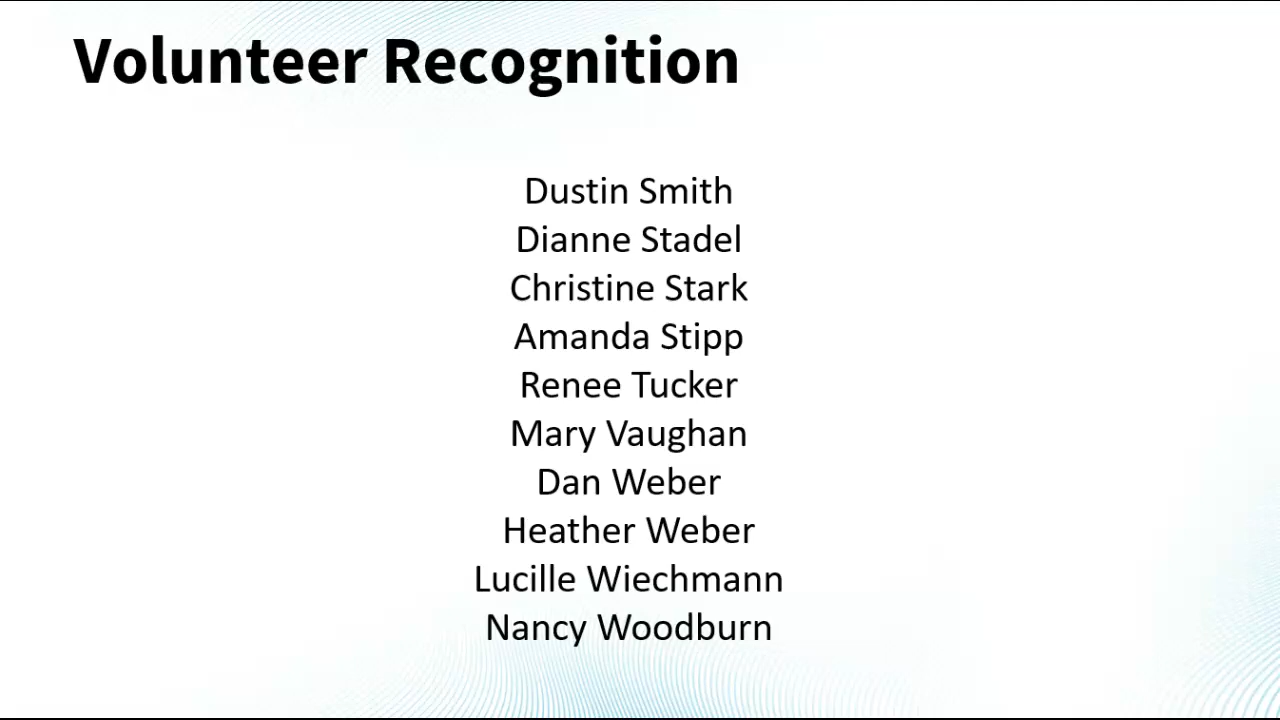 Volunteer Recognition
Dustin Smith
Dianne Stadel
Christine Stark
Amanda Stipp
Renee Tucker
Mary Vaughan
Dan Weber
Heather Weber
Lucille Wiechmann
Nancy Woodburn